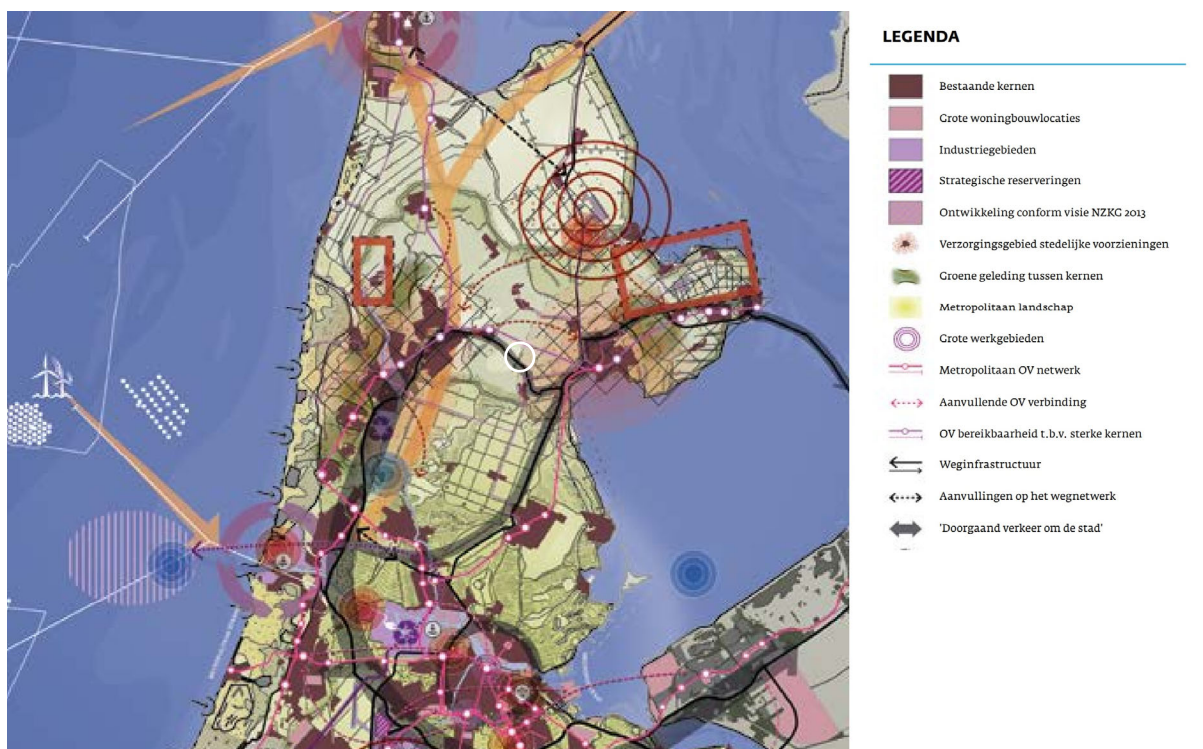 LEGENDA
Bestaande kernen
Grote woningbouwlocaties
Industriegebieden
Strategische reserveringen
Ontwikkeling conform visie NZKG 2013
Verzorgingsgebied stedelijke voorzieningen
Groene geleding tussen kernen
Metropolitaan landschap
Grote werkgebieden
Metropolitaan OV netwerk
Aanvullende OV verbinding
OV bereikbaarheid t.b.v. sterke kernen
Weginfrastructuur
Aanvullingen op het wegnetwerk
'Doorgaand verkeer om de stad'